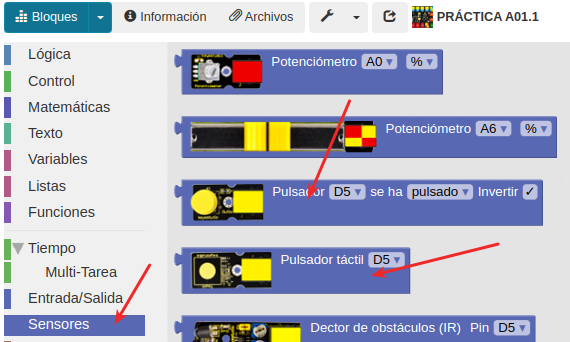 Bloques Información Archivos PRÁCTICA A01.1
Lógica
Control
Matemáticas
Texto
Variables
Listas
Funciones
Tiempo
Multi-Tarea
Entrada/Salida
Sensores
Potenciómetro A0 %
Potenciómetro A6 %
Pulsador D5 se ha pulsado Invertir ✓
Pulsador táctil D5
Dector de obstáculos (IR) Pin D5